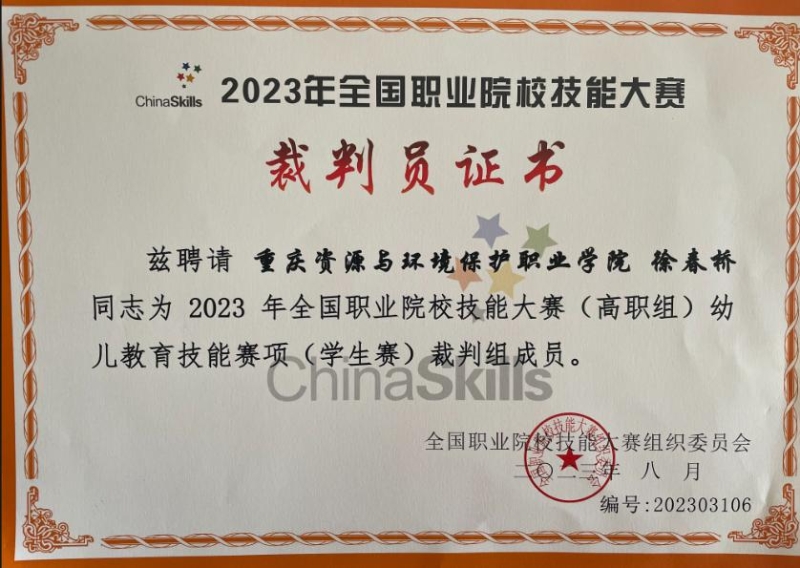 ChinaSkills
2023年全国职业院校技能大赛
裁判员证书
兹聘请 重庆资源与环境保护职业学院 徐春桥
同志为 2023 年全国职业院校技能大赛（高职组）幼
儿教育技能赛项（学生赛）裁判组成员。
ChinaSkills
全国职业院校技能大赛组织委员会
二〇二三年 八 月
编号:202303106